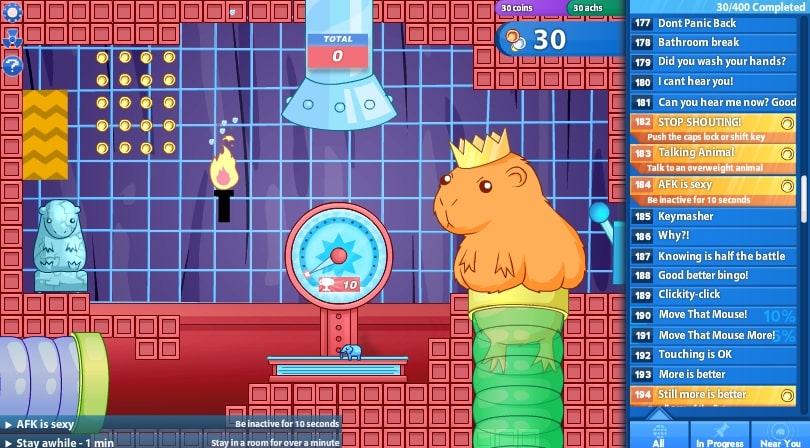 30 coins
30 achs
30/400 Completed
30
TOTAL
0
10
177 Dont Panic Back
178 Bathroom break
179 Did you wash your hands?
180 I cant hear you!
181 Can you hear me now? Good
182 STOP SHOUTING!
Push the caps lock or shift key
183 Talking Animal
Talk to an overweight animal
184 AFK is sexy
Be inactive for 10 seconds
185 Keymasher
186 Why?!
187 Knowing is half the battle
188 Good better bingo!
189 Clickity-click
190 Move That Mouse! 10%
191 Move That Mouse More! 5%
192 Touching is OK
193 More is better
194 Still more is better
All
In Progress
Near You
AFK is sexy Be inactive for 10 seconds
Stay awhile - 1 min Stay in a room for over a minute
?